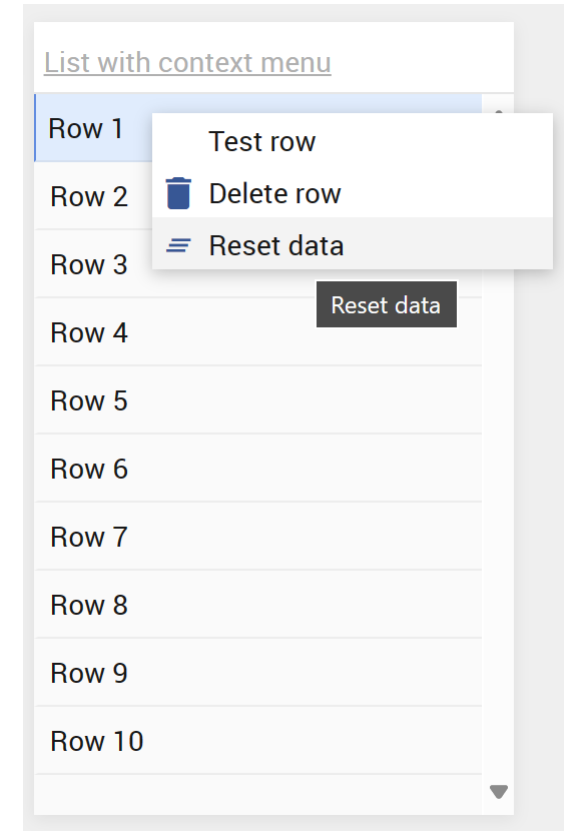 List with context menu
Row 1
Test row
Row 2
Delete row
Reset data
Row 3
Reset data
Row 4
Row 5
Row 6
Row 7
Row 8
Row 9
Row 10